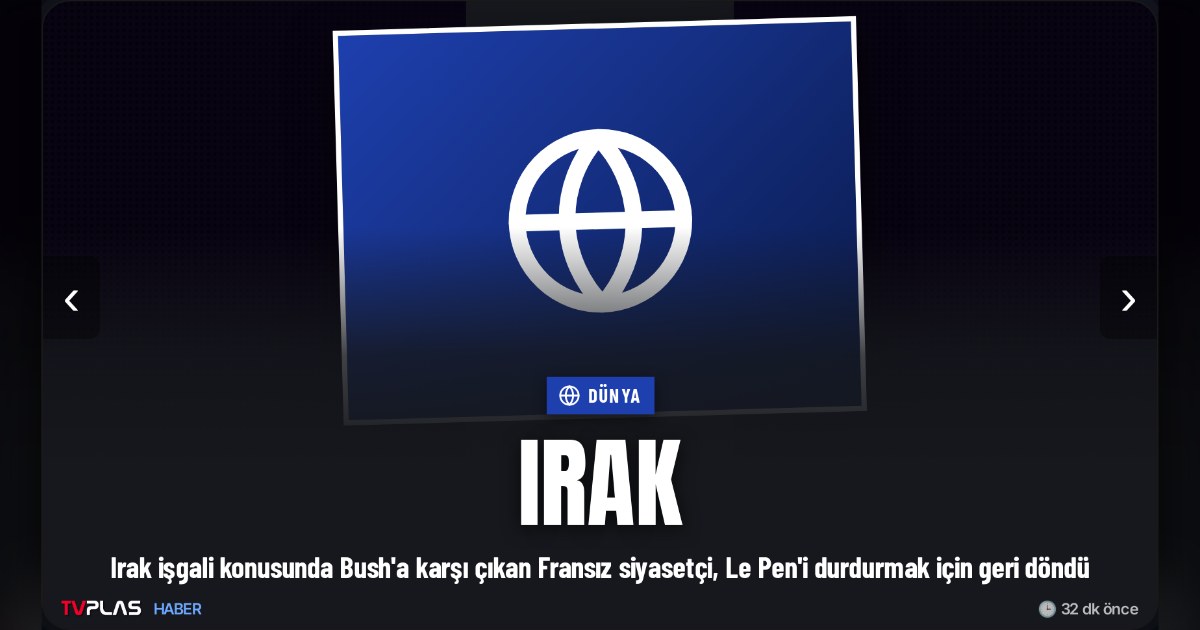 DÜNYA
IRAK
Irak işgali konusunda Bush'a karşı çıkan Fransız siyasetçi, Le Pen'i durdurmak için geri döndü
TVPLAS HABER
32 dk önce